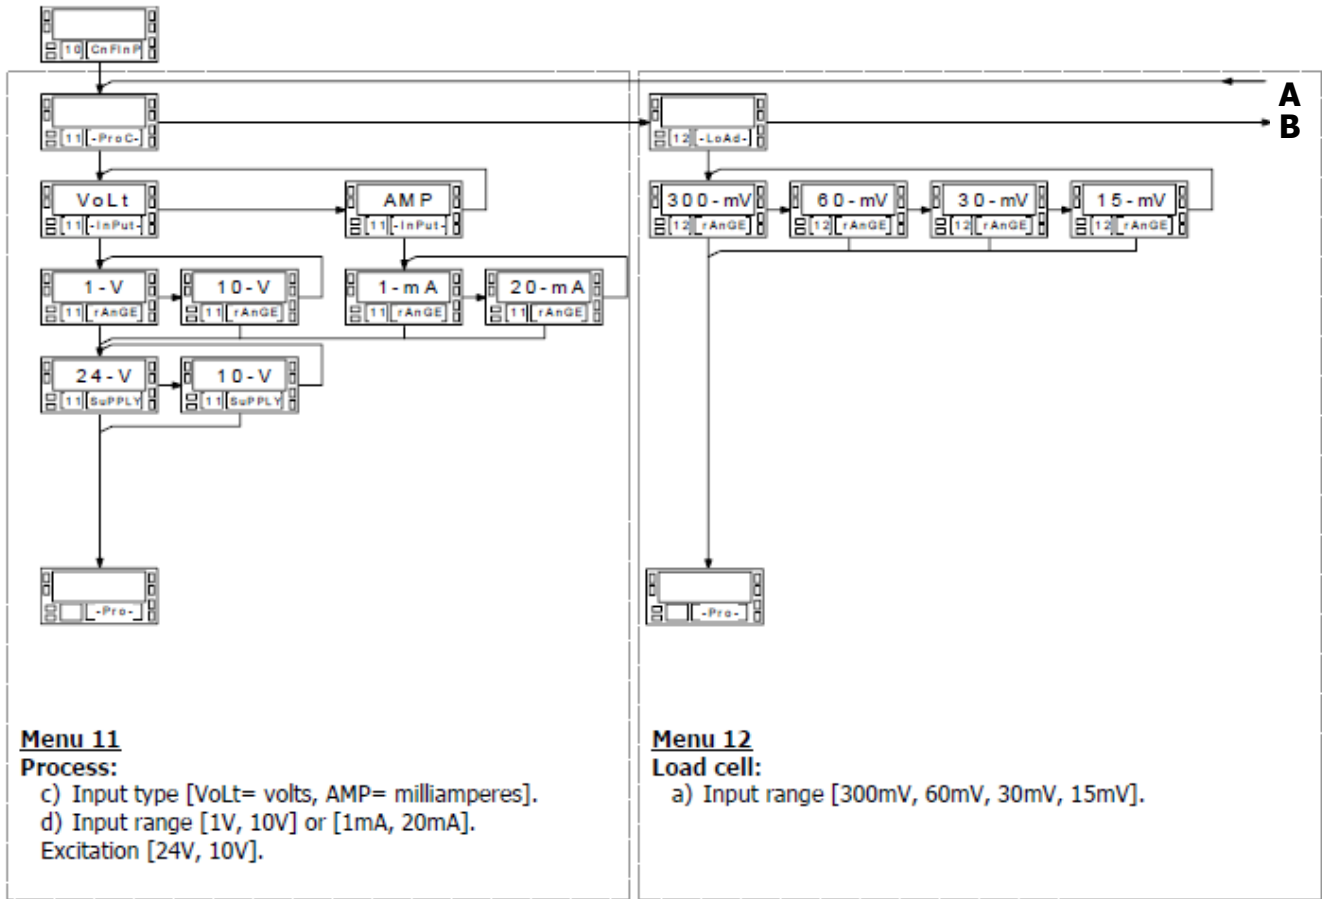 10 CnFInP
A
11 -ProC- 12 -LoAd- B
VoLt AMP 300-mV 60-mV 30-mV 15-mV
11 -InPut- 11 -InPut- 12 rAnGE 12 rAnGE 12 rAnGE 12 rAnGE
1-V 10-V 1-mA 20-mA
11 rAnGE 11 rAnGE 11 rAnGE 11 rAnGE
24-V 10-V
11 SuPPLY 11 SuPPLY
-Pro- -Pro-
Menu 11
Process:
c) Input type [VoLt= volts, AMP= milliamperes].
d) Input range [1V, 10V] or [1mA, 20mA].
Excitation [24V, 10V].
Menu 12
Load cell:
a) Input range [300mV, 60mV, 30mV, 15mV].